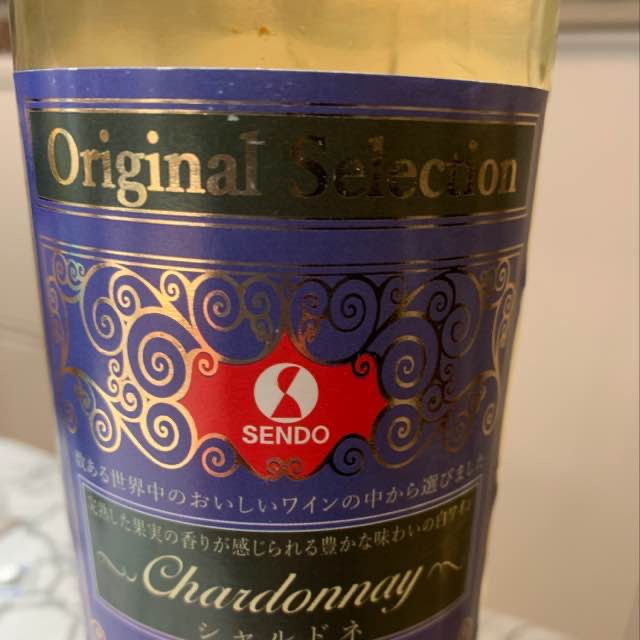 Original Selection
SENDO
数ある世界中のおいしいワインの中から選びました
熟した果実の香りが感じられる豊かな味わいの白ワイ
～Chardonnay～
シャルドネ